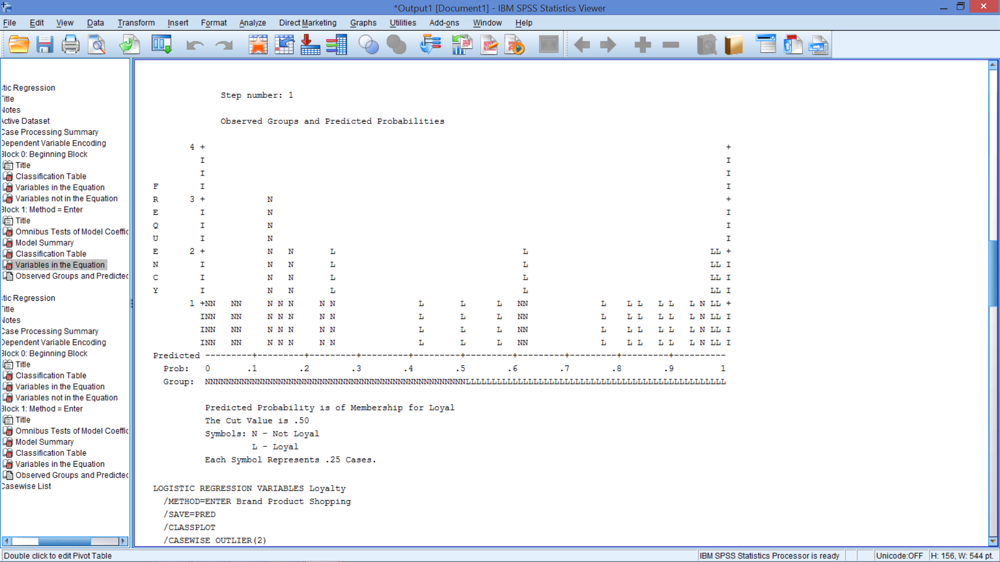 *Output1 [Document1] - IBM SPSS Statistics Viewer
File Edit View Data Transform Insert Format Analyze Direct Marketing Graphs Utilities Add-ons Window Help
stic Regression
Title
Notes
Active Dataset
Case Processing Summary
Dependent Variable Encoding
Block 0: Beginning Block
Title
Classification Table
Variables in the Equation
Variables not in the Equation
Block 1: Method = Enter
Title
Omnibus Tests of Model Coeffic
Model Summary
Classification Table
Variables in the Equation
Observed Groups and Predicted
stic Regression
Title
Notes
Case Processing Summary
Dependent Variable Encoding
Block 0: Beginning Block
Title
Classification Table
Variables in the Equation
Variables not in the Equation
Block 1: Method = Enter
Title
Omnibus Tests of Model Coeffic
Model Summary
Classification Table
Variables in the Equation
Observed Groups and Predicted
Casewise List
Step number: 1
Observed Groups and Predicted Probabilities
4 + +
I I
I I
F I I
R 3 + N +
E I N I
Q I N I
U I N I
E 2 + N N L L LL +
N I N N L L LL I
C I N N L L LL I
Y I N N L L LL I
1 +NN NN N N N N N L L L NN L L L L L L N LL +
INN NN N N N N N L L L NN L L L L L L N LL I
INN NN N N N N N L L L NN L L L L L L N LL I
INN NN N N N N N L L L NN L L L L L L N LL I
Predicted ---------+---------+---------+---------+---------+---------+---------+---------+---------+----------
Prob: 0 .1 .2 .3 .4 .5 .6 .7 .8 .9 1
Group: NNNNNNNNNNNNNNNNNNNNNNNNNNNNNNNNNNNNNNNNNNNNNNNNNNLLLLLLLLLLLLLLLLLLLLLLLLLLLLLLLLLLLLLLLLLLLLLLLLLL
Predicted Probability is of Membership for Loyal
The Cut Value is .50
Symbols: N - Not Loyal
L - Loyal
Each Symbol Represents .25 Cases.
LOGISTIC REGRESSION VARIABLES Loyalty
/METHOD=ENTER Brand Product Shopping
/SAVE=PRED
/CLASSPLOT
/CASEWISE OUTLIER(2)
Double click to edit Pivot Table IBM SPSS Statistics Processor is ready Unicode:OFF H: 156, W: 544 pt.